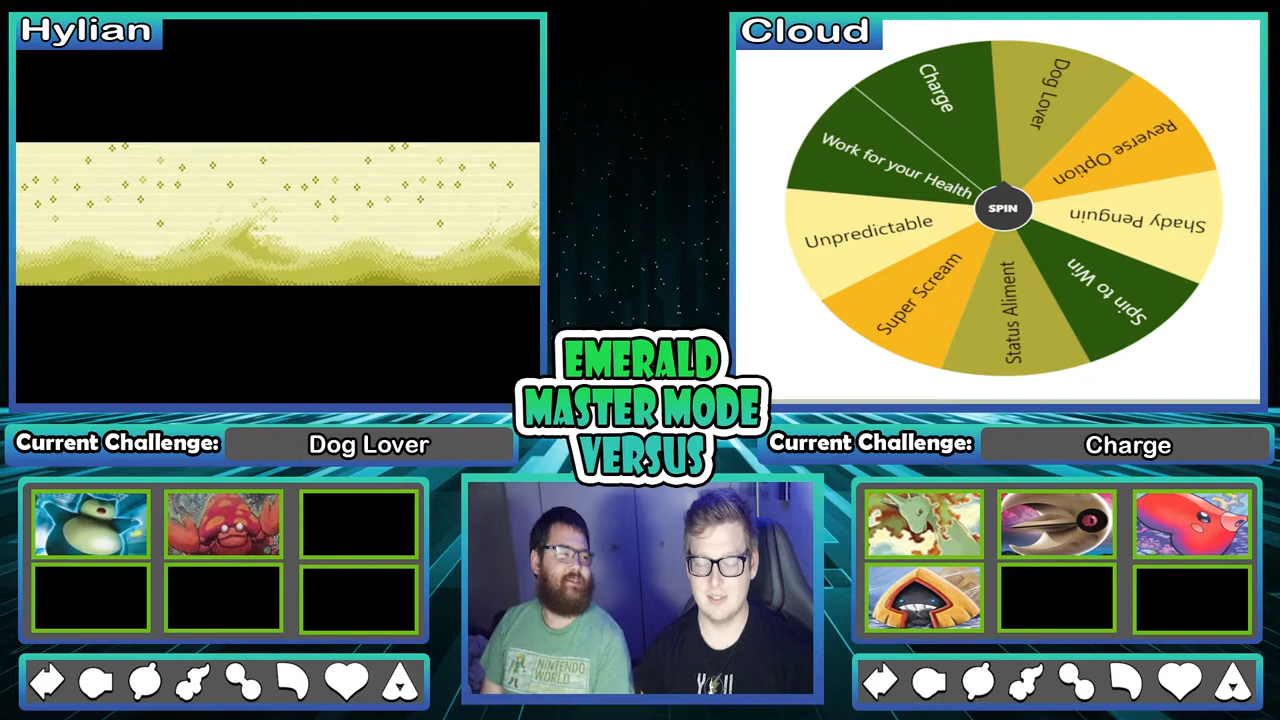 Hylian
Cloud
Charge
Dog Lover
Reverse Option
Shady Penguin
Spin to Win
Status Aliment
Super Scream
Unpredictable
Work for your Health
SPIN
EMERALD
MASTER MODE
VERSUS
Current Challenge:
Dog Lover
Current Challenge:
Charge
NINTENDO
WORLD